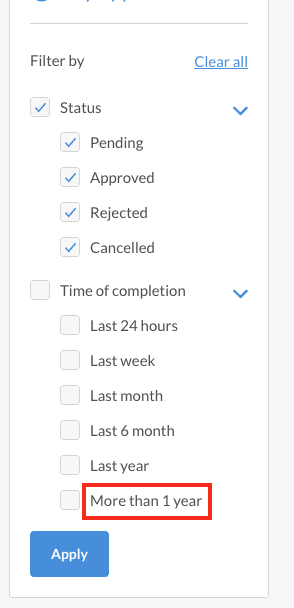 Filter by
Clear all
Status
Pending
Approved
Rejected
Cancelled
Time of completion
Last 24 hours
Last week
Last month
Last 6 month
Last year
More than 1 year
Apply